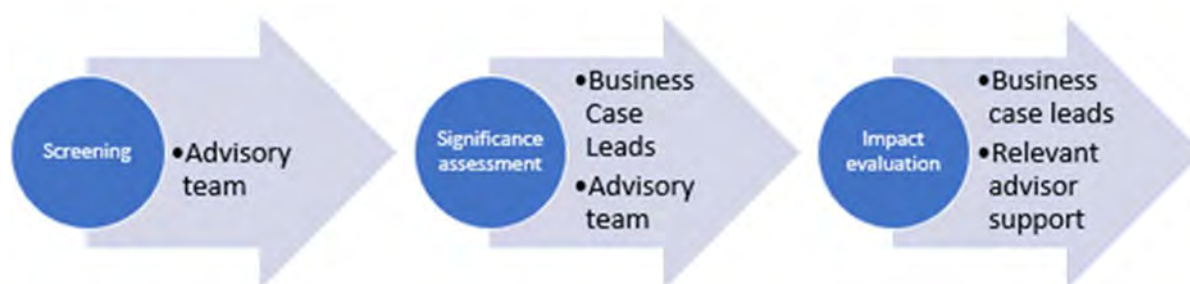 Screening
•Advisory
team
Significance
assessment
•Business
Case
Leads
•Advisory
team
Impact
evaluation
•Business
case leads
•Relevant
advisor
support